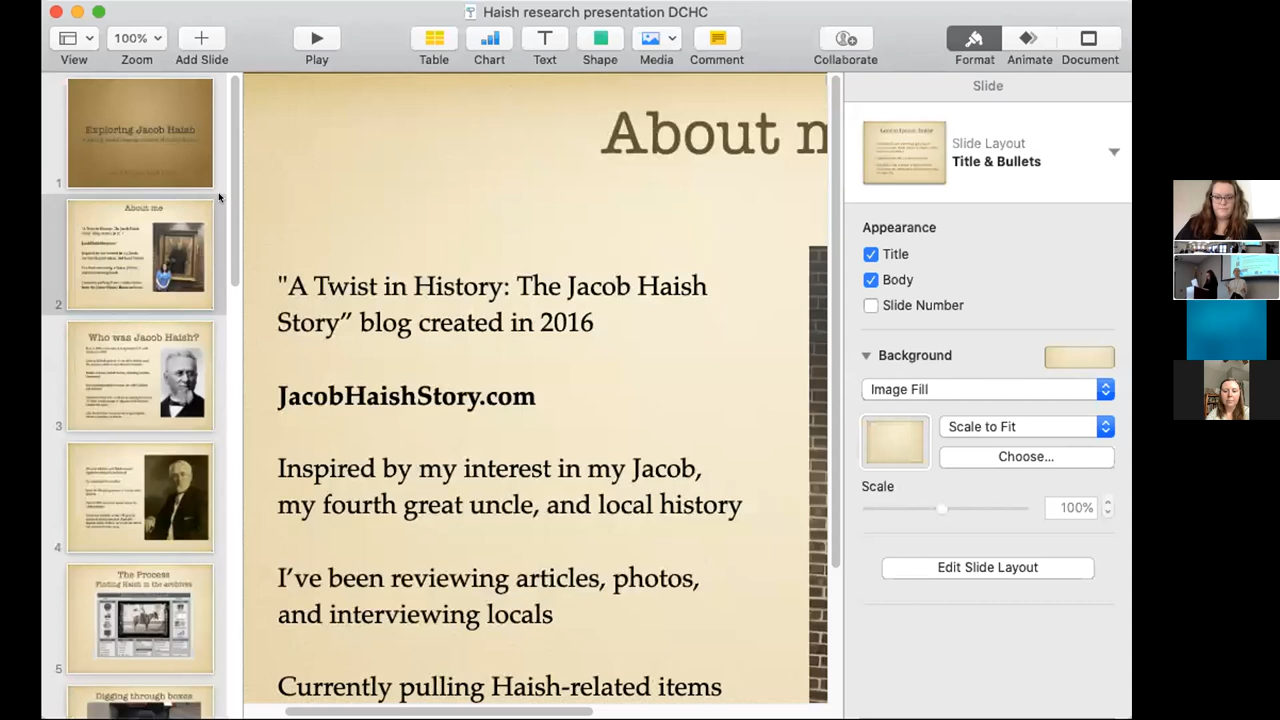 Haish research presentation DCHC
100%
View
Zoom
Add Slide
Play
Table
Chart
Text
Shape
Media
Comment
Collaborate
Format
Animate
Document
Exploring Jacob Haish
1
About me
JacobHaishStory.com
2
Who was Jacob Haish?
3
4
The Process
Finding Haish in the archives
5
Digging through boxes
About m
"A Twist in History: The Jacob Haish
Story” blog created in 2016
JacobHaishStory.com
Inspired by my interest in my Jacob,
my fourth great uncle, and local history
I’ve been reviewing articles, photos,
and interviewing locals
Currently pulling Haish-related items
Slide
Slide Layout
Title & Bullets
Appearance
Title
Body
Slide Number
Background
Image Fill
Scale to Fit
Choose...
Scale
100%
Edit Slide Layout